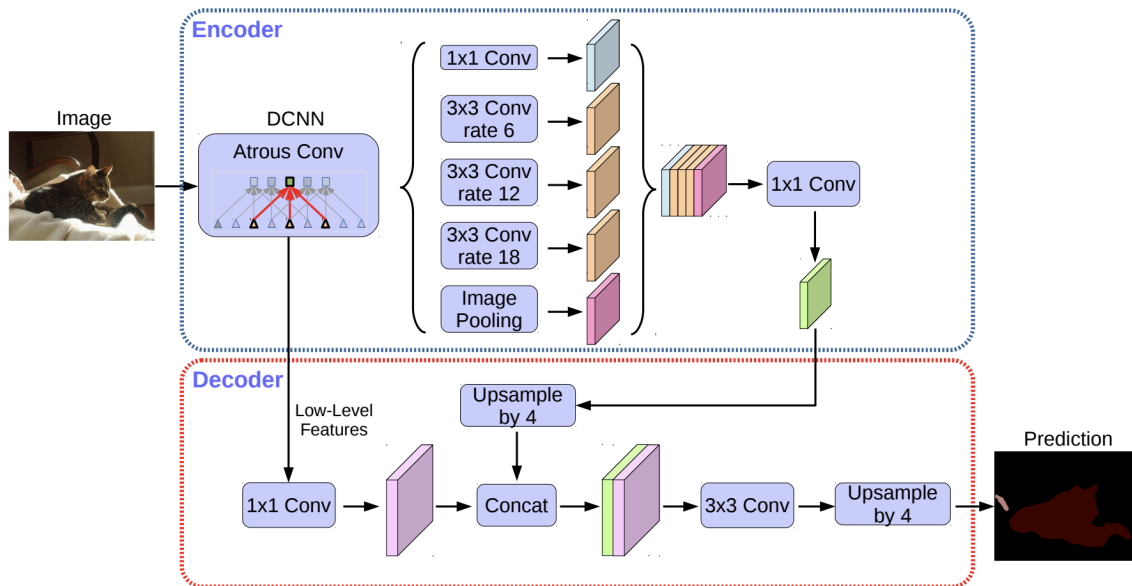 Encoder
Image
DCNN
Atrous Conv
1x1 Conv
3x3 Conv
rate 6
3x3 Conv
rate 12
3x3 Conv
rate 18
Image
Pooling
1x1 Conv
Decoder
Low-Level
Features
Upsample
by 4
1x1 Conv
Concat
3x3 Conv
Upsample
by 4
Prediction